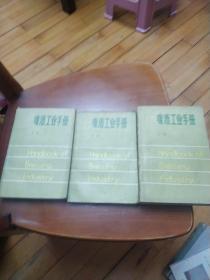 啤酒工业手册
Handbook of
Brewing
Industry
啤酒工业手册
Handbook of
Brewing
Industry
啤酒工业手册
Handbook of
Brewing
Industry